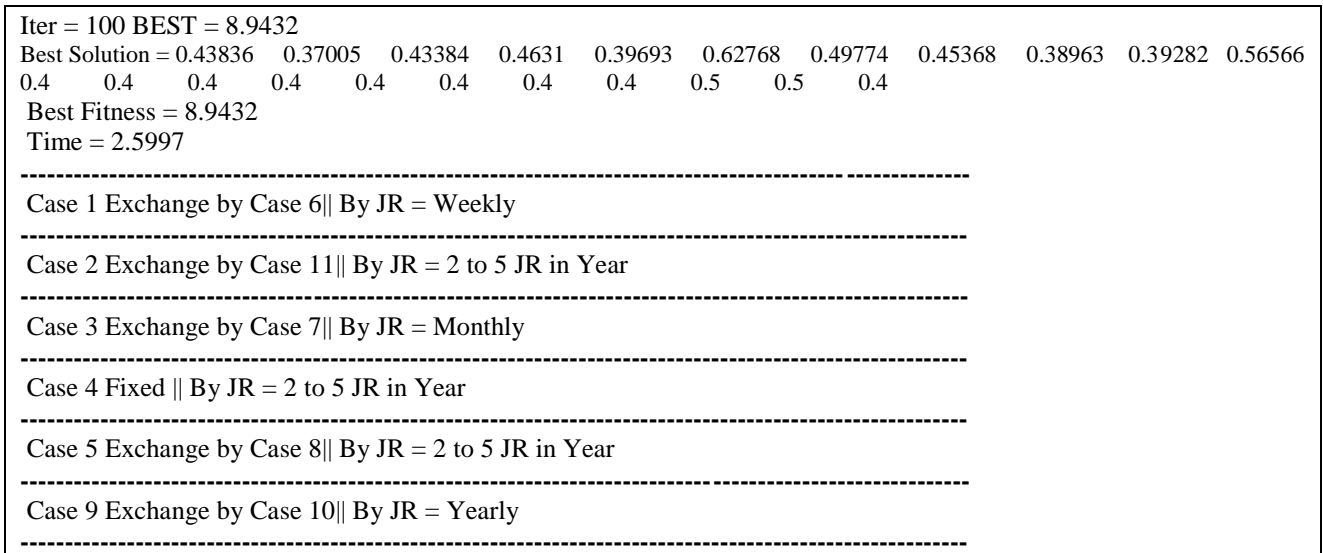 Iter = 100 BEST = 8.9432
Best Solution = 0.43836 0.37005 0.43384 0.4631 0.39693 0.62768 0.49774 0.45368 0.38963 0.39282 0.56566
0.4 0.4 0.4 0.4 0.4 0.4 0.4 0.4 0.5 0.5 0.4
Best Fitness = 8.9432
Time = 2.5997
--------------------------------------------------------------------------------------------------------
Case 1 Exchange by Case 6|| By JR = Weekly
--------------------------------------------------------------------------------------------------------
Case 2 Exchange by Case 11|| By JR = 2 to 5 JR in Year
--------------------------------------------------------------------------------------------------------
Case 3 Exchange by Case 7|| By JR = Monthly
--------------------------------------------------------------------------------------------------------
Case 4 Fixed || By JR = 2 to 5 JR in Year
--------------------------------------------------------------------------------------------------------
Case 5 Exchange by Case 8|| By JR = 2 to 5 JR in Year
--------------------------------------------------------------------------------------------------------
Case 9 Exchange by Case 10|| By JR = Yearly
--------------------------------------------------------------------------------------------------------